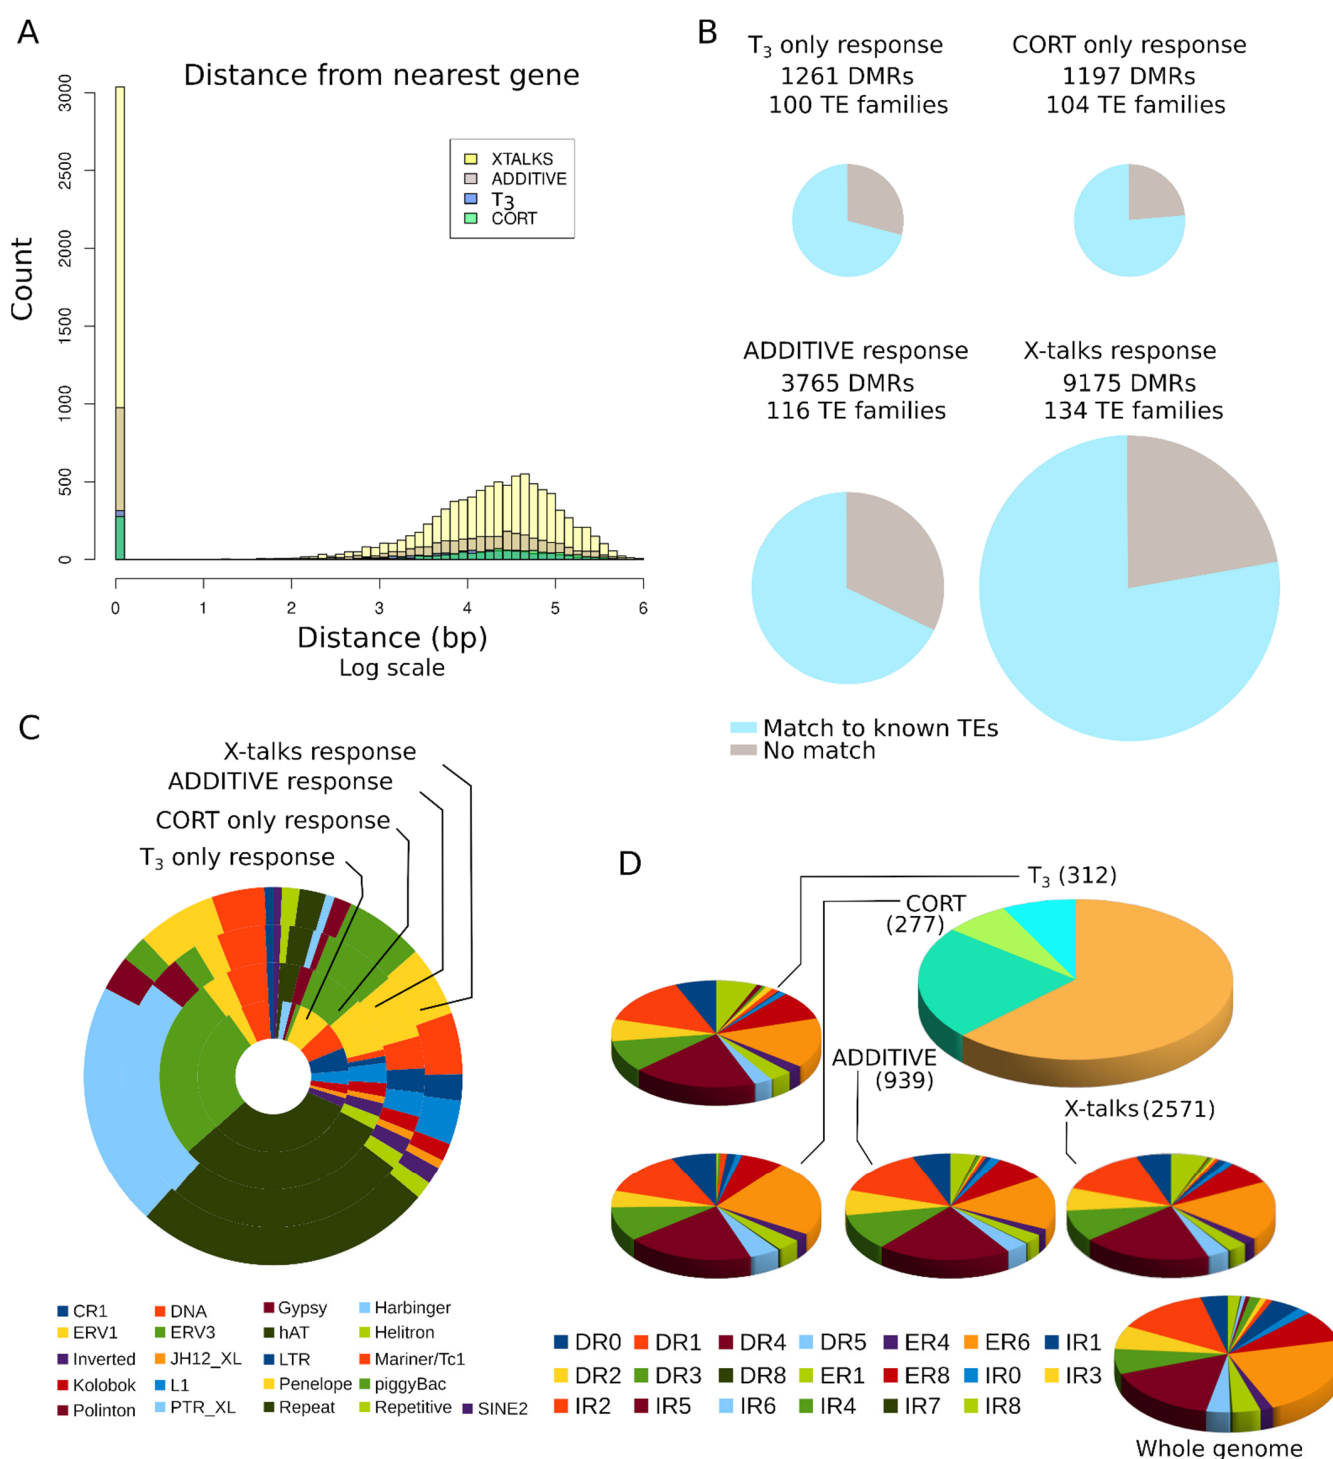 A
Distance from nearest gene
3000
2500
2000
1500
1000
500
0
Count
XTALKS
ADDITIVE
T3
CORT
0 1 2 3 4 5 6
Distance (bp)
Log scale
B
T3 only response
1261 DMRs
100 TE families
CORT only response
1197 DMRs
104 TE families
ADDITIVE response
3765 DMRs
116 TE families
X-talks response
9175 DMRs
134 TE families
Match to known TEs
No match
C
X-talks response
ADDITIVE response
CORT only response
T3 only response
CR1 DNA Gypsy Harbinger
ERV1 ERV3 hAT Helitron
Inverted JH12_XL LTR Mariner/Tc1
Kolobok L1 Penelope piggyBac
Polinton PTR_XL Repeat Repetitive SINE2
D
T3 (312)
CORT
(277)
ADDITIVE
(939)
X-talks (2571)
DR0 DR1 DR4 DR5 ER4 ER6 IR1
DR2 DR3 DR8 ER1 ER8 IR0 IR3
IR2 IR5 IR6 IR4 IR7 IR8
Whole genome